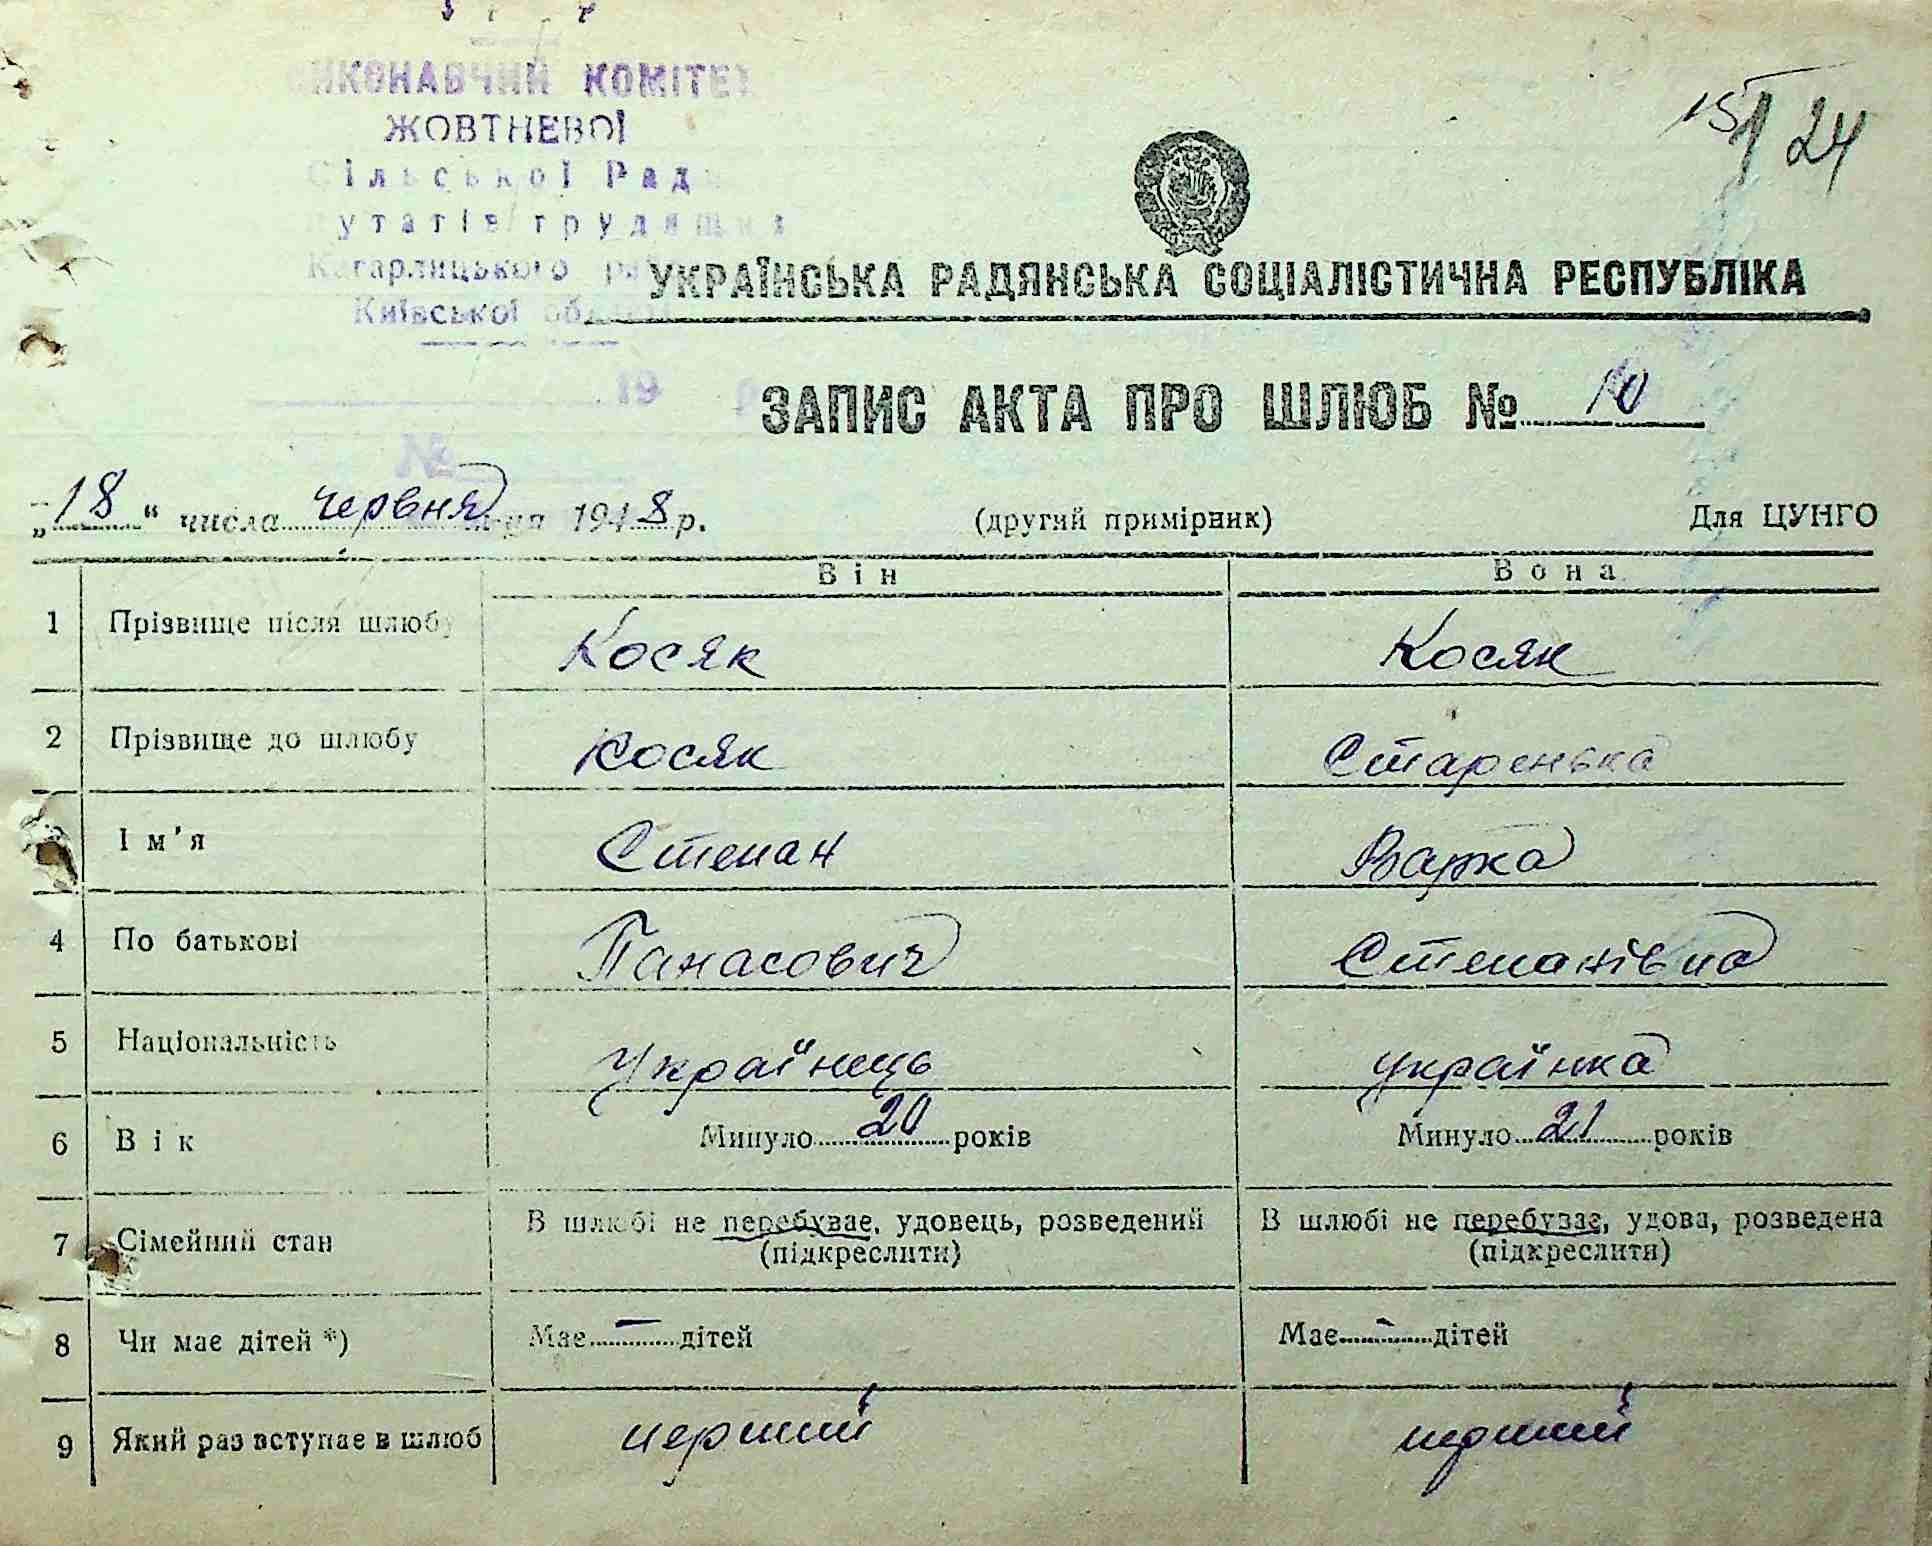 ВИКОНАВЧИЙ КОМІТЕТ
ЖОВТНЕВОЇ
Сільської Ради
депутатів трудящих
Кагарлицького району
Київської області
19 р
№
15/1 24
УКРАЇНСЬКА РАДЯНСЬКА СОЦІАЛІСТИЧНА РЕСПУБЛІКА
ЗАПИС АКТА ПРО ШЛЮБ № 10
„18“ числа червня м-ця 1948 р. (другий примірник) Для ЦУНГО
Він Вона
1 Прізвище після шлюбу Косяк Косяк
2 Прізвище до шлюбу Косяк Старенька
Ім'я Степан Варка
4 По батькові Панасович Степанівна
5 Національність Українець українка
6 Вік Минуло 20 років Минуло 21 років
7 Сімейний стан В шлюбі не перебуває, удовець, розведений В шлюбі не перебуває, удова, розведена
(підкреслити) (підкреслити)
8 Чи має дітей *) Має — дітей Має - дітей
9 Який раз вступає в шлюб перший перший